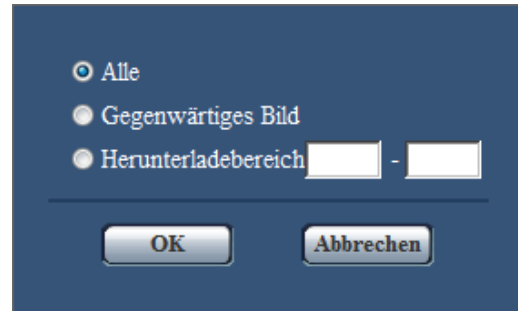 Alle
Gegenwärtiges Bild
Herunterladebereich -
OK Abbrechen